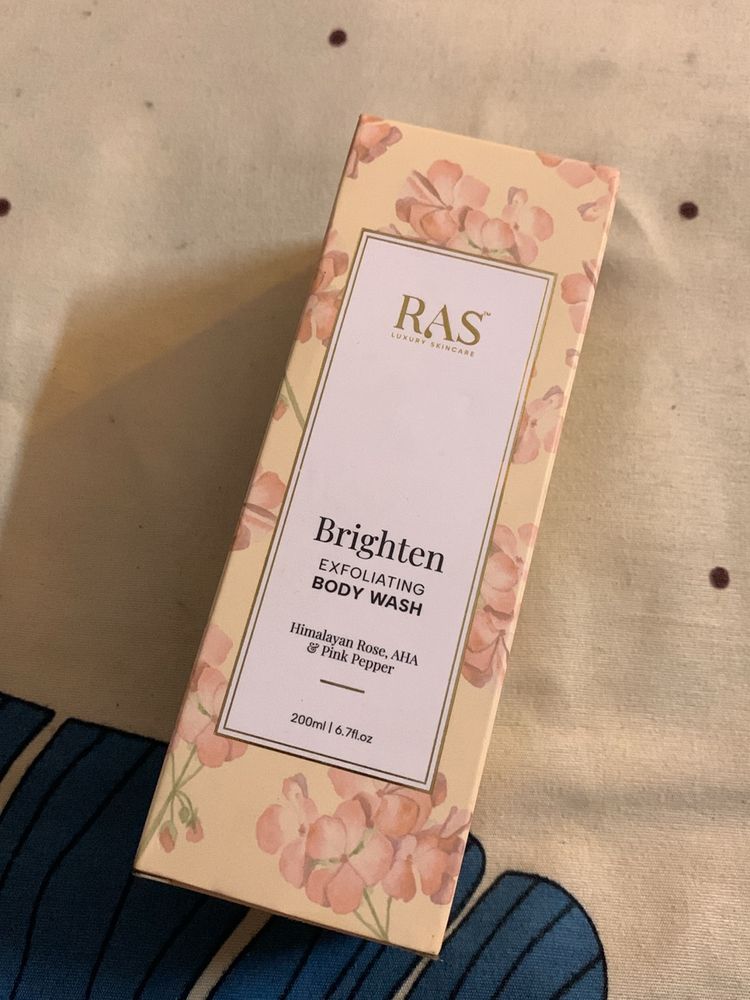 RAS™
LUXURY SKINCARE
Brighten
EXFOLIATING
BODY WASH
Himalayan Rose, AHA
& Pink Pepper
200ml | 6.7fl.oz